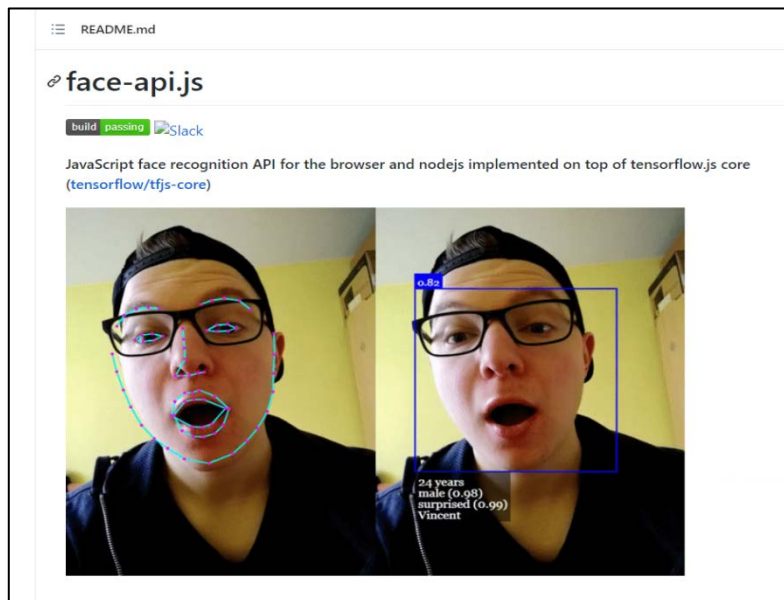 README.md
face-api.js
build passing Slack
JavaScript face recognition API for the browser and nodejs implemented on top of tensorflow.js core
(tensorflow/tfjs-core)
0.82
24 years
male (0.98)
surprised (0.99)
Vincent